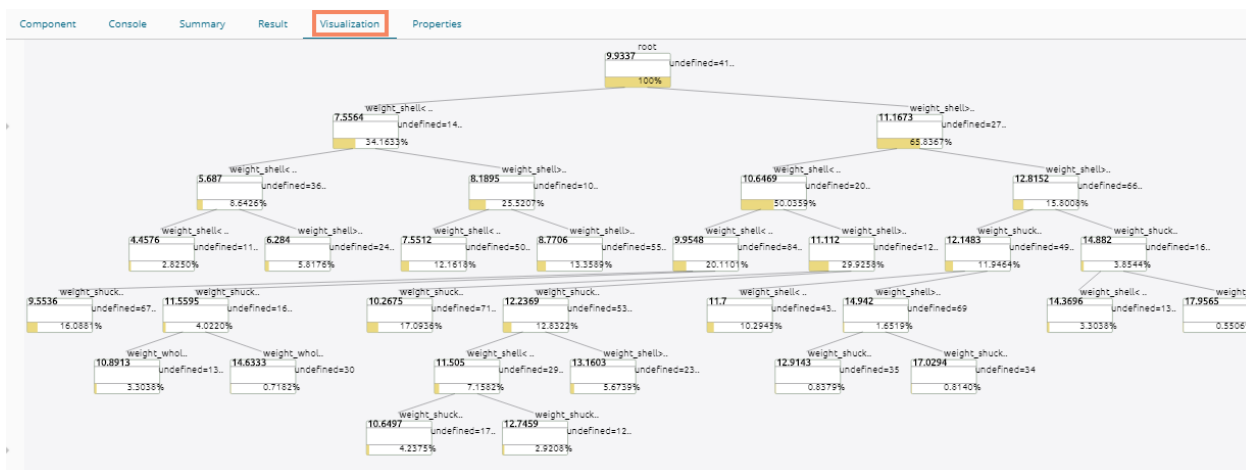 Component Console Summary Result Visualization Properties
root
9.9337 undefined=41..
100%
weight_shell< .. weight_shell>..
7.5564 undefined=14.. 11.1673 undefined=27..
34.1633% 65.8367%
weight_shell< .. weight_shell>.. weight_shell< .. weight_shell>..
5.687 undefined=36.. 8.1895 undefined=10.. 10.6469 undefined=20.. 12.8152 undefined=66..
8.6426% 25.5207% 50.0359% 15.8008%
weight_shell< .. weight_shell>.. weight_shell< .. weight_shell>.. weight_shell< .. weight_shell>.. weight_shuck.. weight_shuck..
4.4576 undefined=11.. 6.284 undefined=24.. 7.5512 undefined=50.. 8.7706 undefined=55.. 9.9548 undefined=84.. 11.112 undefined=12.. 12.1483 undefined=49.. 14.882 undefined=16..
2.8250% 5.8176% 12.1618% 13.3589% 20.1101% 29.9258% 11.9464% 3.8544%
weight_shuck.. weight_shuck.. weight_shuck.. weight_shuck.. weight_shell< .. weight_shell>.. weight_shell< .. weight
9.5536 undefined=67.. 11.5595 undefined=16.. 10.2675 undefined=71.. 12.2369 undefined=53.. 11.7 undefined=43.. 14.942 undefined=69 14.3696 undefined=13.. 17.9565
16.0881% 4.0220% 17.0936% 12.8322% 10.2945% 1.6519% 3.3038% 0.5506
weight_whol.. weight_whol.. weight_shell< .. weight_shell>.. weight_shuck.. weight_shuck..
10.8913 undefined=13.. 14.6333 undefined=30 11.505 undefined=29.. 13.1603 undefined=23.. 12.9143 undefined=35 17.0294 undefined=34
3.3038% 0.7182% 7.1582% 5.6739% 0.8379% 0.8140%
weight_shuck.. weight_shuck..
10.6497 undefined=17.. 12.7459 undefined=12..
4.2375% 2.9208%